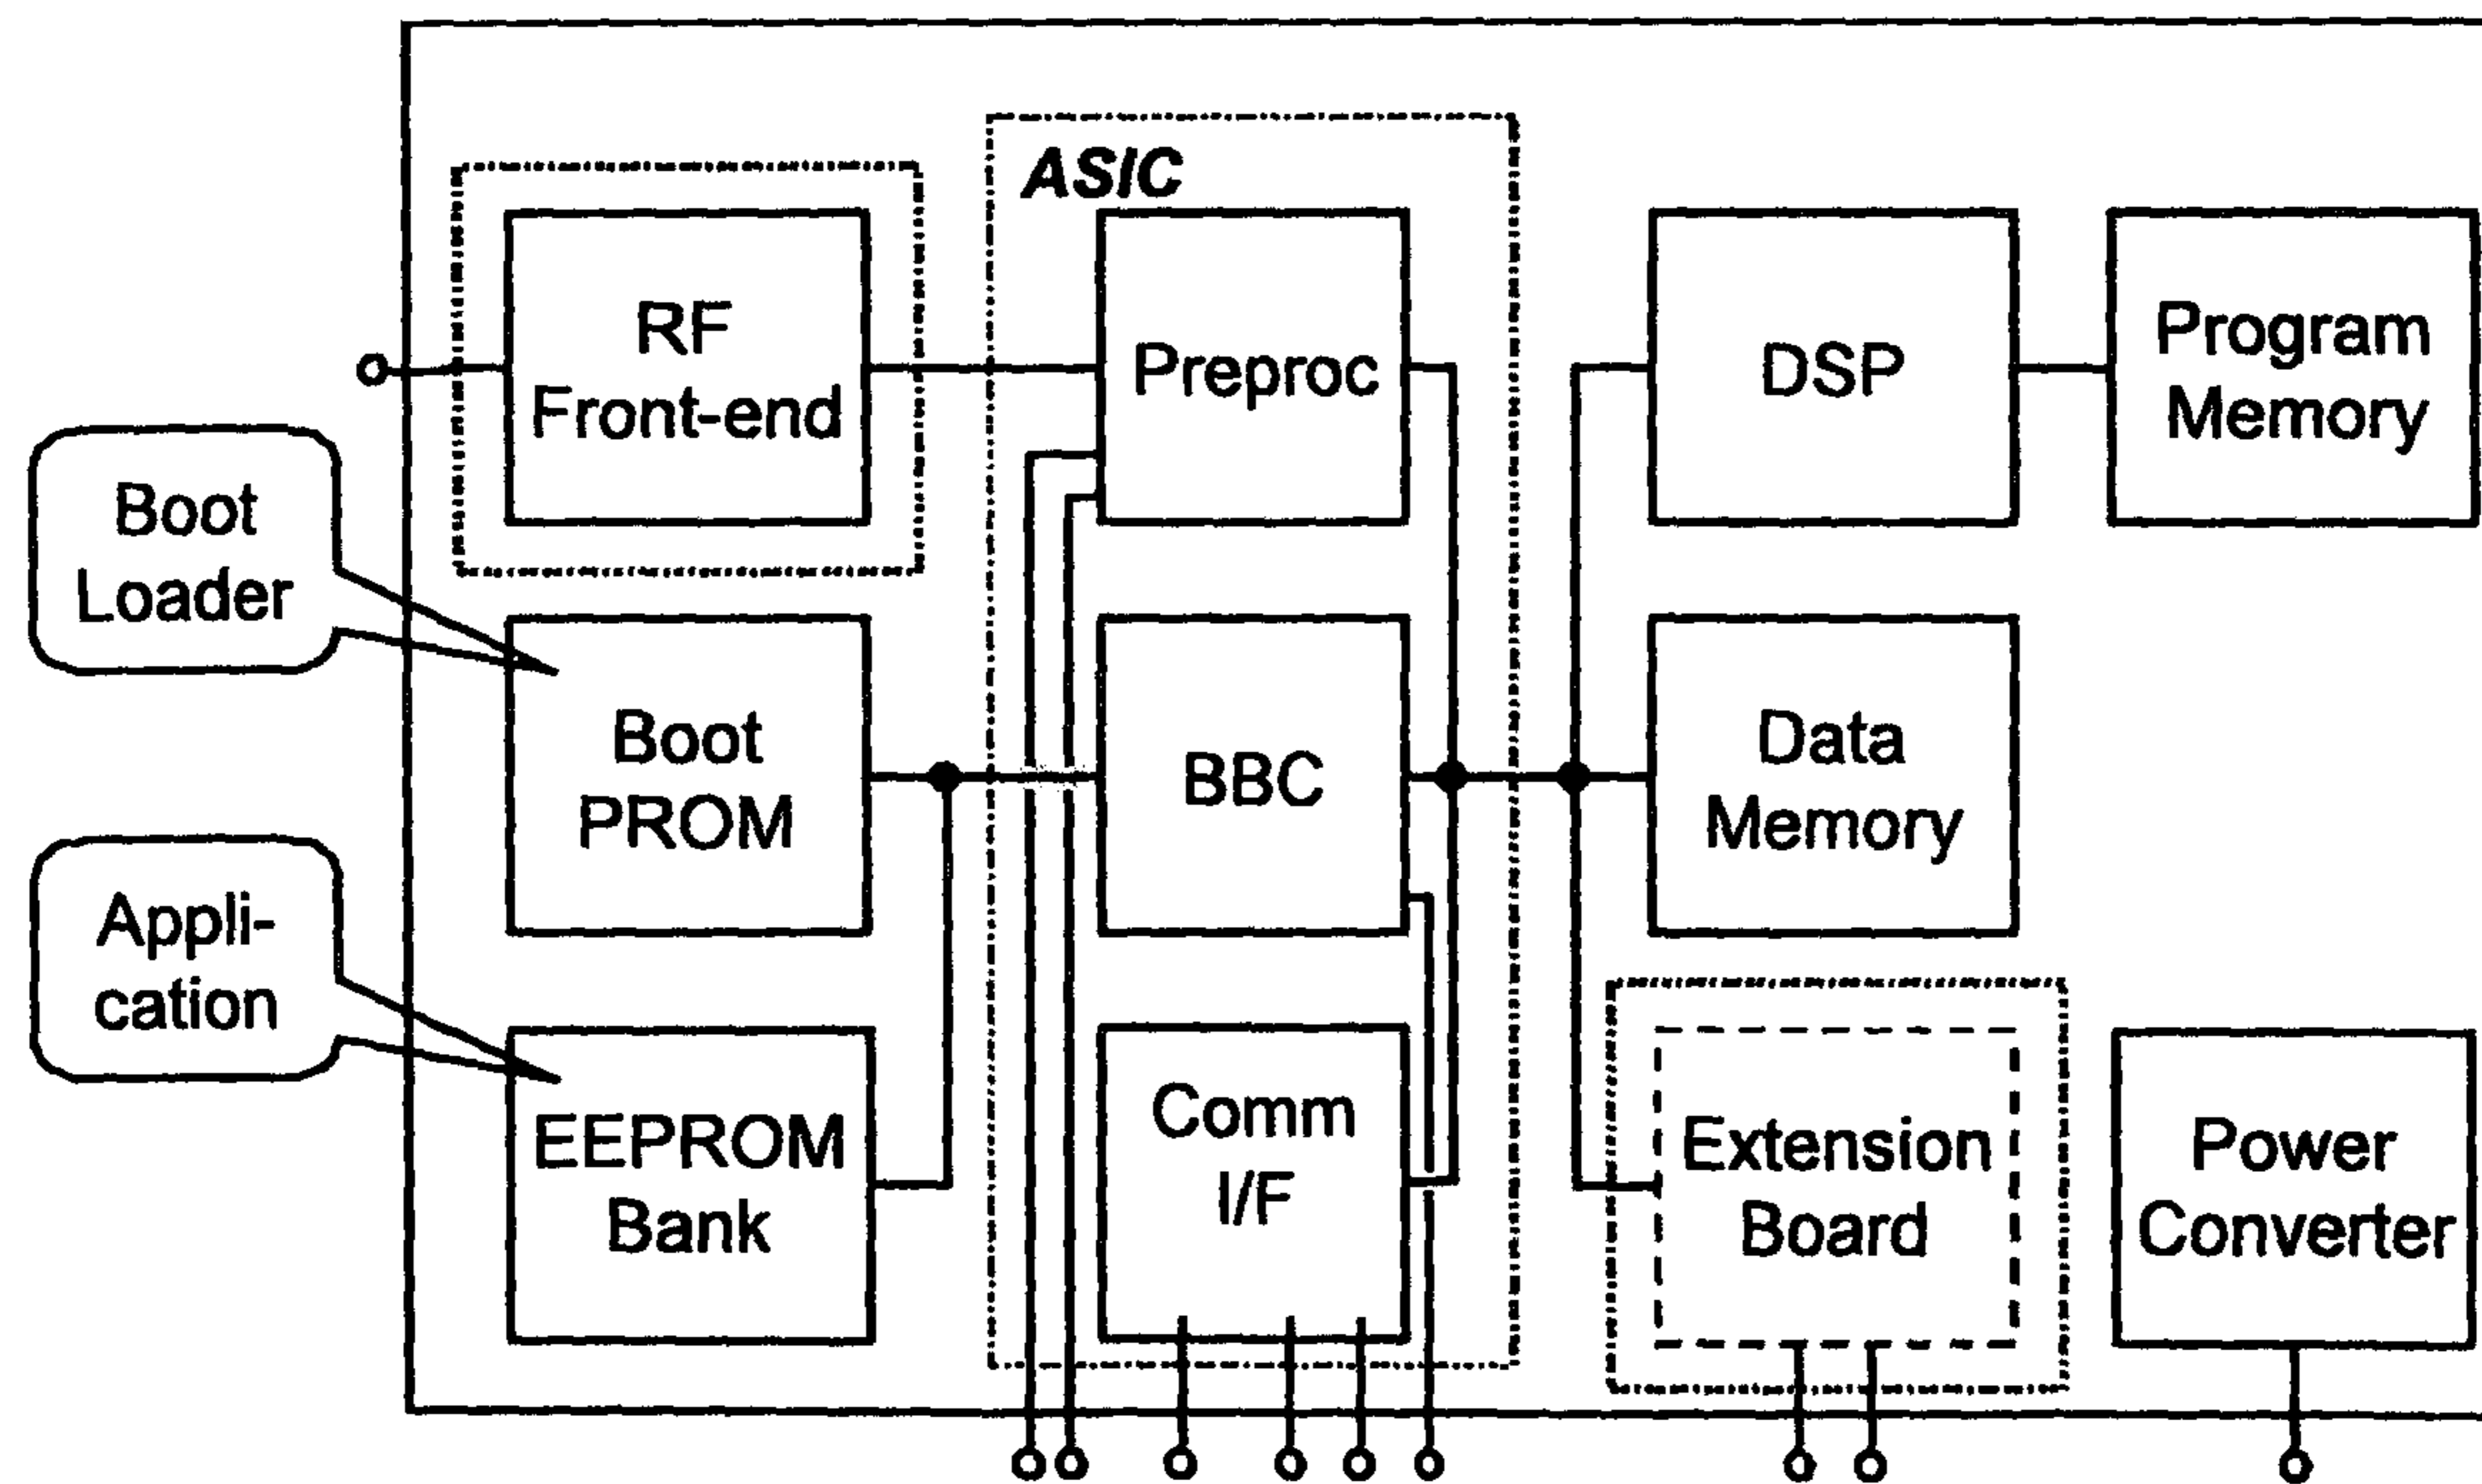 ASIC
RF
Front-end
Preproc
DSP
Program
Memory
Boot
Loader
Boot
PROM
BBC
Data
Memory
Appli-
cation
EEPROM
Bank
Comm
I/F
Extension
Board
Power
Converter